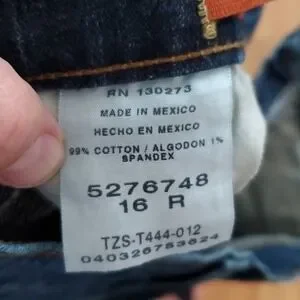 RN 130273
MADE IN MEXICO
HECHO EN MEXICO
99% COTTON / ALGODON 1%
SPANDEX
5276748
16 R
TZS-T444-012
040326753624